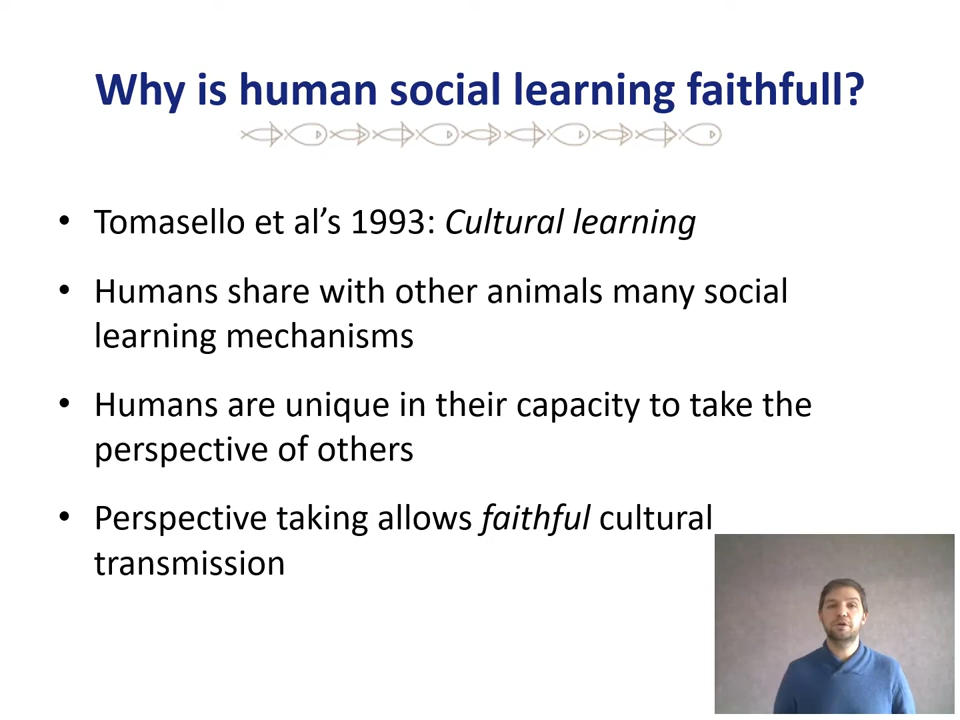 Why is human social learning faithfull?
• Tomasello et al’s 1993: Cultural learning
• Humans share with other animals many social
learning mechanisms
• Humans are unique in their capacity to take the
perspective of others
• Perspective taking allows faithful cultural
transmission